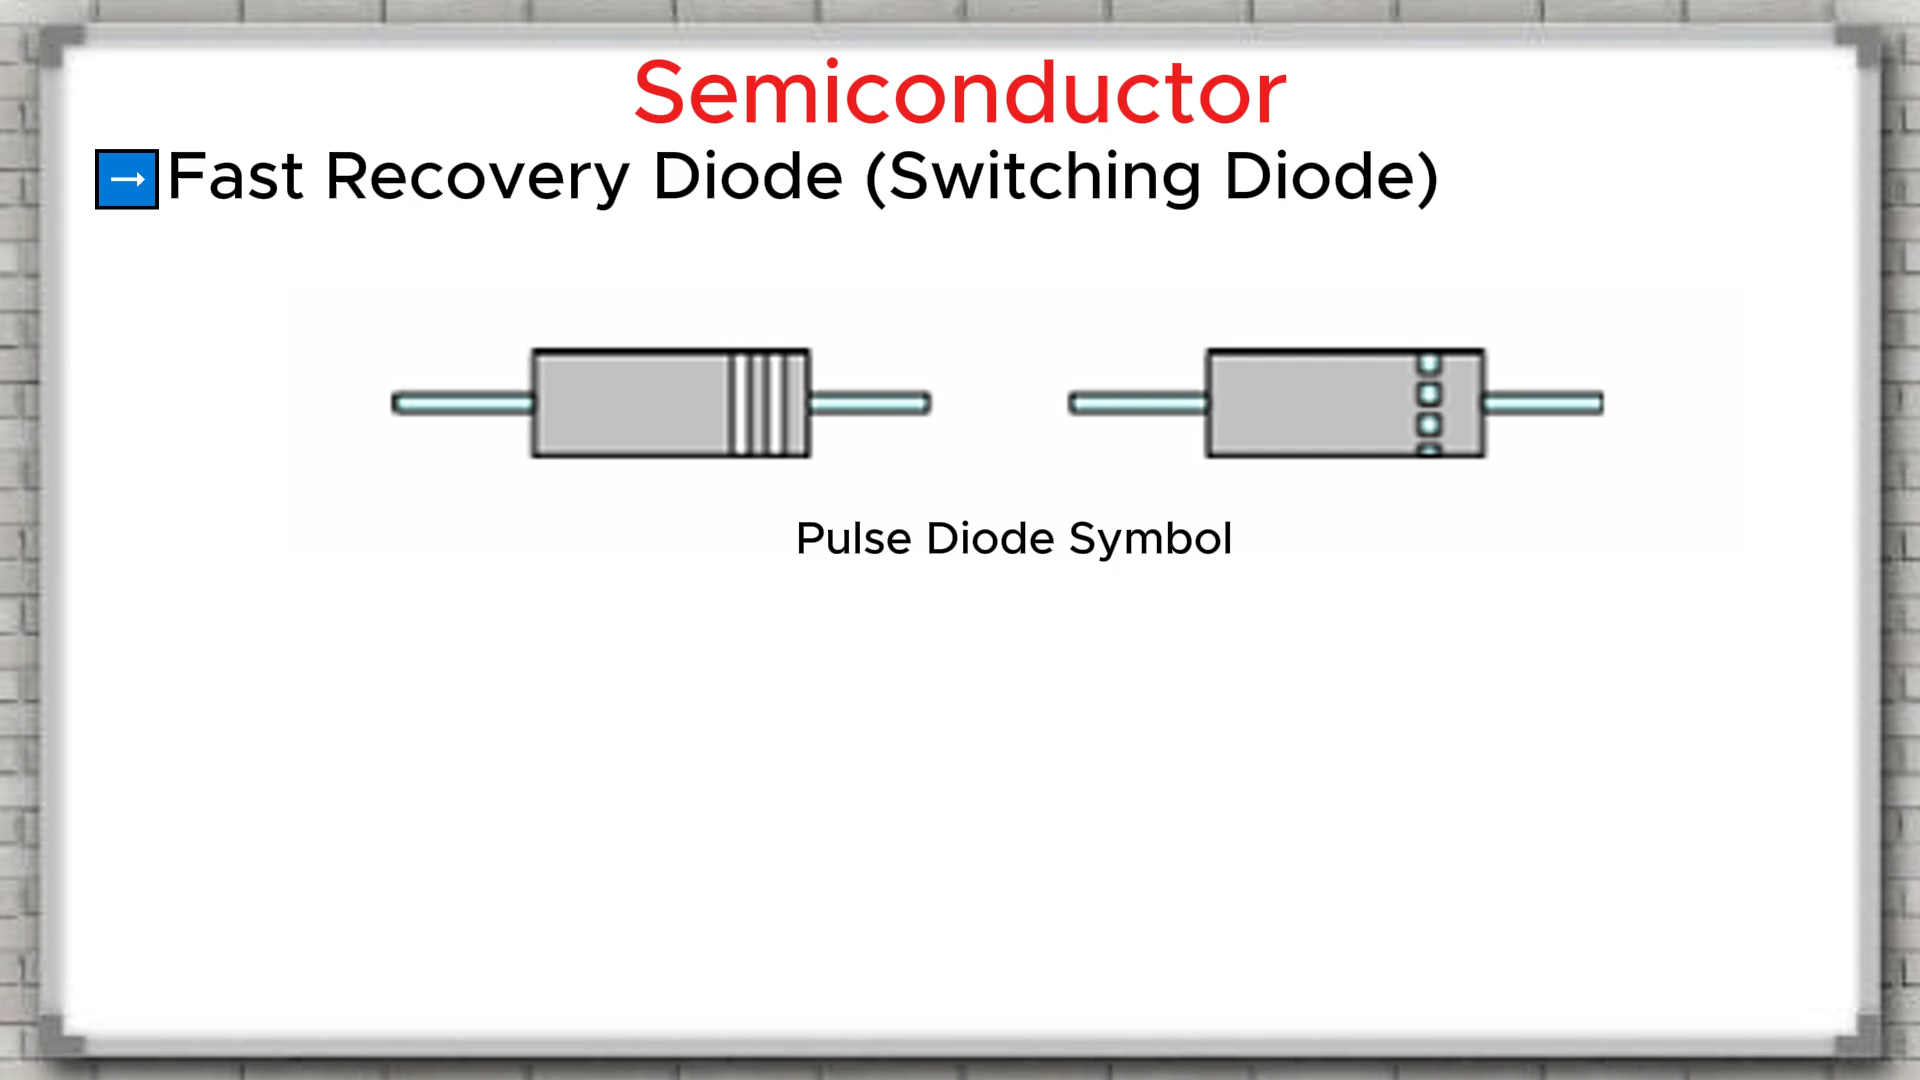 Semiconductor
→ Fast Recovery Diode (Switching Diode)
Pulse Diode Symbol